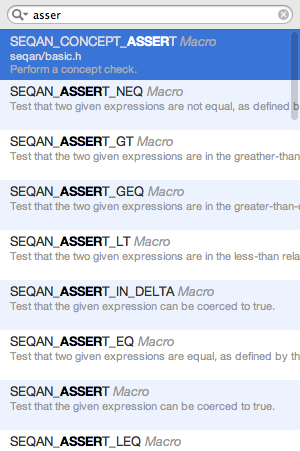 asser
SEQAN_CONCEPT_ASSERT Macro
seqan/basic.h
Perform a concept check.
SEQAN_ASSERT_NEQ Macro
Test that two given expressions are not equal, as defined b
SEQAN_ASSERT_GT Macro
Test that the two given expressions are in the greather-than
SEQAN_ASSERT_GEQ Macro
Test that the two given expressions are in the greater-than-
SEQAN_ASSERT_LT Macro
Test that the two given expressions are in the less-than rela
SEQAN_ASSERT_IN_DELTA Macro
Test that the given expression can be coerced to true.
SEQAN_ASSERT_EQ Macro
Test that two given expressions are equal, as defined by th
SEQAN_ASSERT Macro
Test that the given expression can be coerced to true.
SEQAN_ASSERT_LEQ Macro